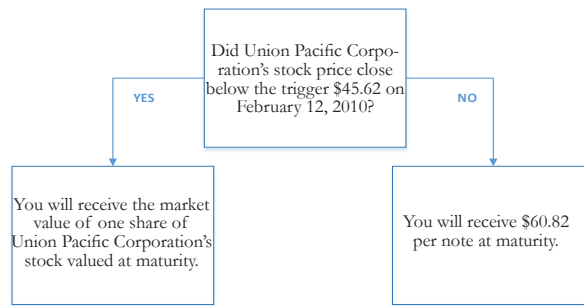 Did Union Pacific Corpo-
ration's stock price close
below the trigger $45.62 on
February 12, 2010?
YES
NO
You will receive the market
value of one share of
Union Pacific Corporation's
stock valued at maturity.
You will receive $60.82
per note at maturity.